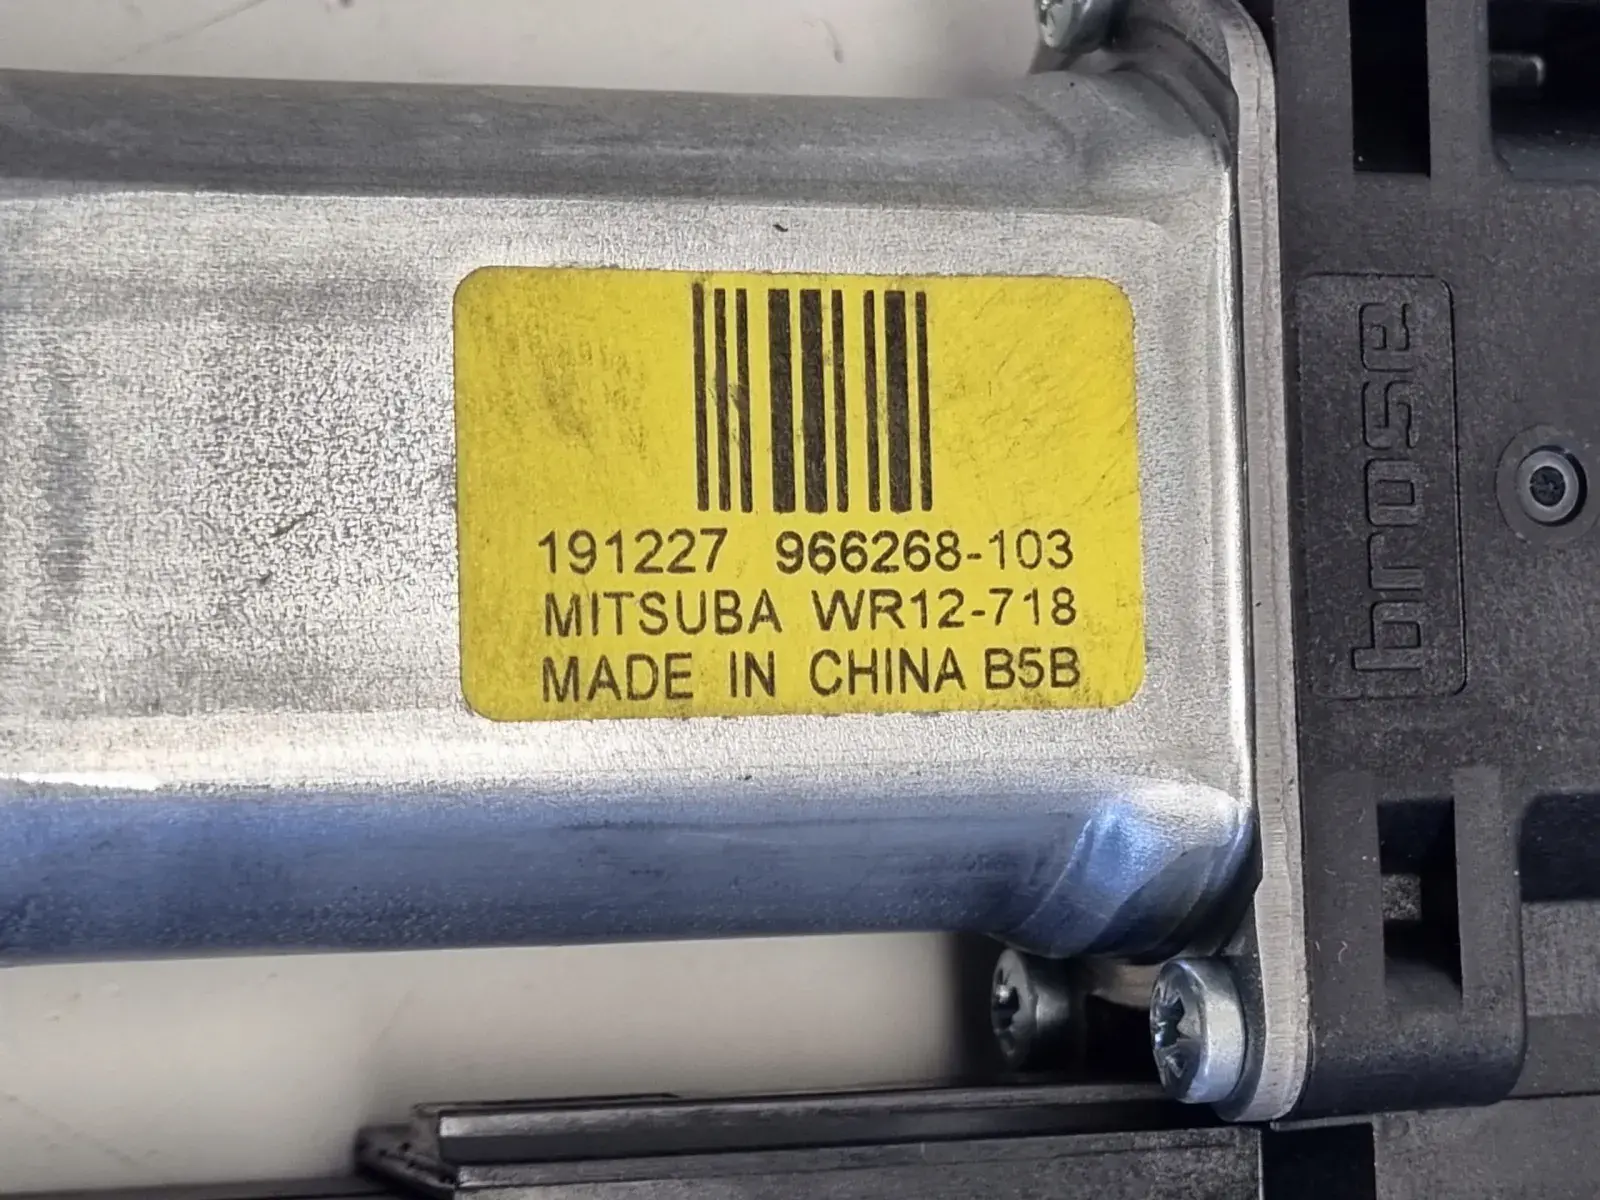 191227 966268-103
MITSUBA WR12-718
MADE IN CHINA B5B
brose